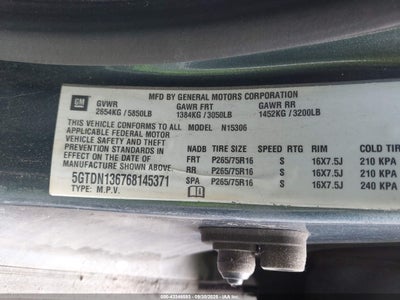 GM
MFD BY GENERAL MOTORS CORPORATION
GVWR GAWR FRT GAWR RR
2654KG / 5850LB 1384KG / 3050LB 1452KG / 3200LB
THIS VEHICLE CONFORMS TO ALL MODEL N15306
APPLICABLE FEDERAL MOTOR
VEHICLE SAFETY AND THEFT NADB TIRE SIZE SPEED RTG RIM COLD TI
PREVENTION STANDARDS IN FRT P265/75R16 S 16X7.5J 210 KPA
EFFECT ON THE DATE OF RR P265/75R16 S 16X7.5J 210 KPA
MANUFACTURE SHOWN ABOVE. SPA P265/75R16 S 16X7.5J 240 KPA
5GTDN136768145371
TYPE: M.P.V.